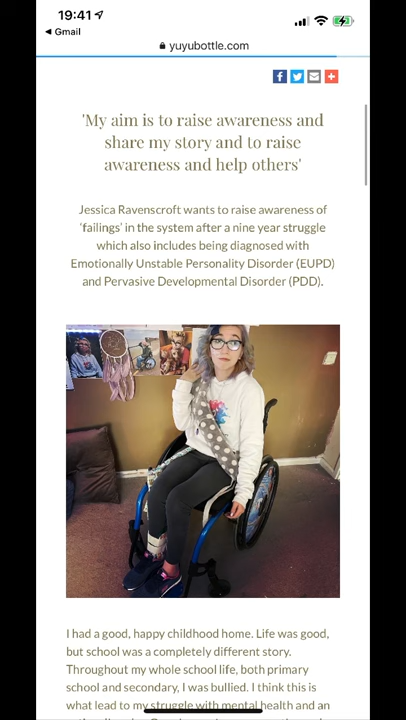 19:41
Gmail
yuyubottle.com
'My aim is to raise awareness and
share my story and to raise
awareness and help others'
Jessica Ravenscroft wants to raise awareness of
'failings' in the system after a nine year struggle
which also includes being diagnosed with
Emotionally Unstable Personality Disorder (EUPD)
and Pervasive Developmental Disorder (PDD).
I had a good, happy childhood home. Life was good,
but school was a completely different story.
Throughout my whole school life, both primary
school and secondary, I was bullied. I think this is
what lead to my struggle with mental health and an